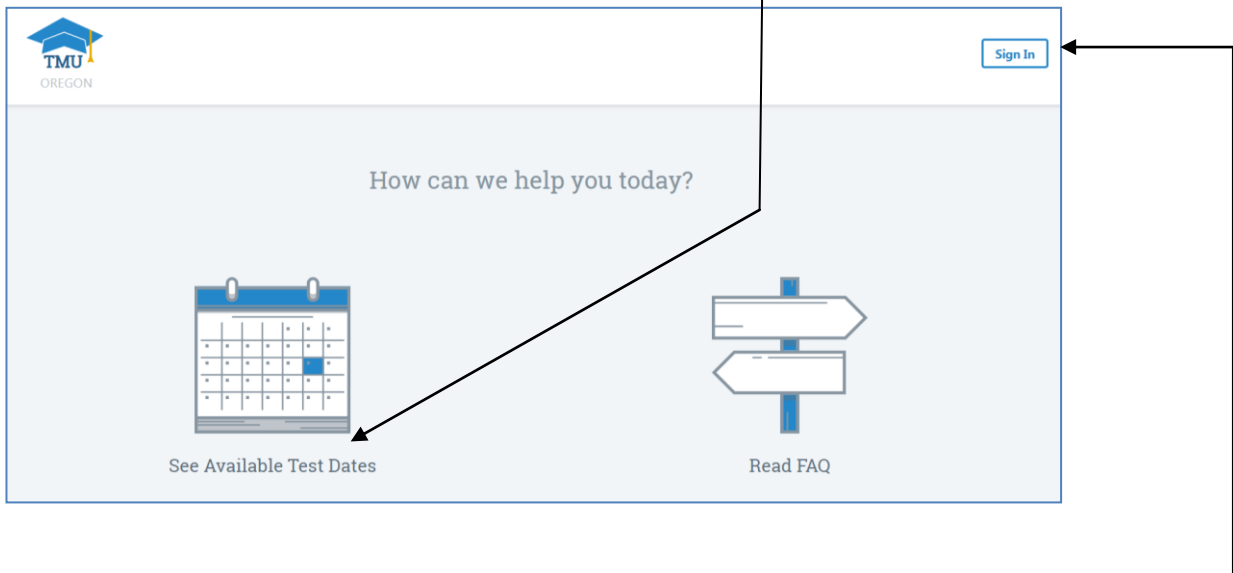 TMU
OREGON
Sign In
How can we help you today?
See Available Test Dates
Read FAQ